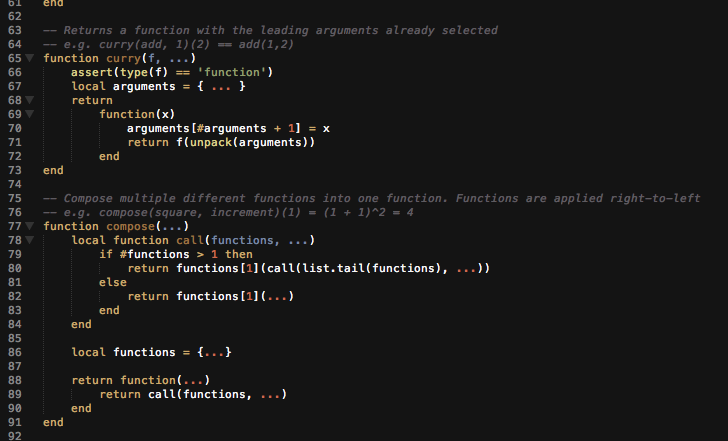 61 end
62
63 -- Returns a function with the leading arguments already selected
64 -- e.g. curry(add, 1)(2) == add(1,2)
65 function curry(f, ...)
66     assert(type(f) == 'function')
67     local arguments = { ... }
68     return
69         function(x)
70             arguments[#arguments + 1] = x
71             return f(unpack(arguments))
72         end
73 end
74
75 -- Compose multiple different functions into one function. Functions are applied right-to-left
76 -- e.g. compose(square, increment)(1) = (1 + 1)^2 = 4
77 function compose(...)
78     local function call(functions, ...)
79         if #functions > 1 then
80             return functions[1](call(list.tail(functions), ...))
81         else
82             return functions[1](...)
83         end
84     end
85
86     local functions = {...}
87
88     return function(...)
89         return call(functions, ...)
90     end
91 end
92